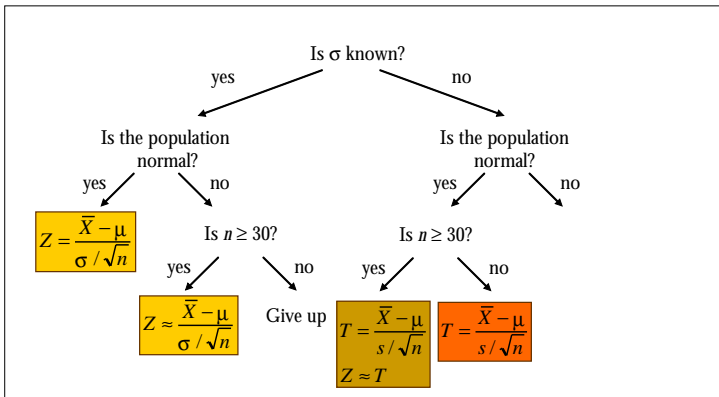 Is σ known?
yes
no
Is the population
normal?
Is the population
normal?
yes
no
yes
no
Z = (X̄ − μ) / (σ / √n)
Is n ≥ 30?
Is n ≥ 30?
yes
no
yes
no
Z ≈ (X̄ − μ) / (σ / √n)
Give up
T = (X̄ − μ) / (s / √n)
Z ≈ T
T = (X̄ − μ) / (s / √n)